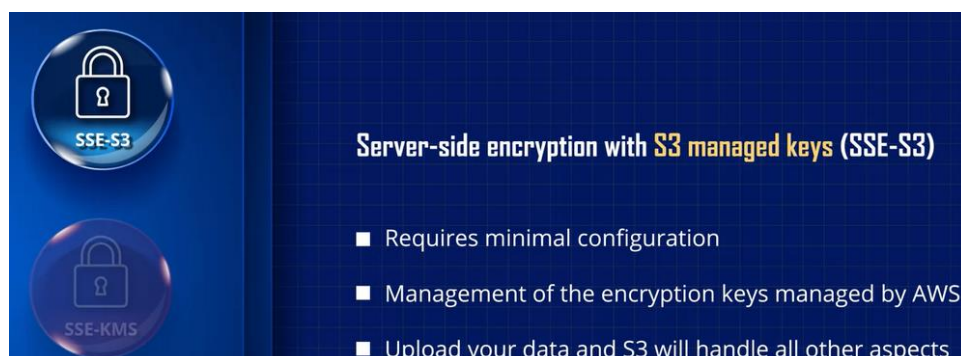 SSE-S3
Server-side encryption with S3 managed keys (SSE-S3)
Requires minimal configuration
Management of the encryption keys managed by AWS
SSE-KMS
Upload your data and S3 will handle all other aspects